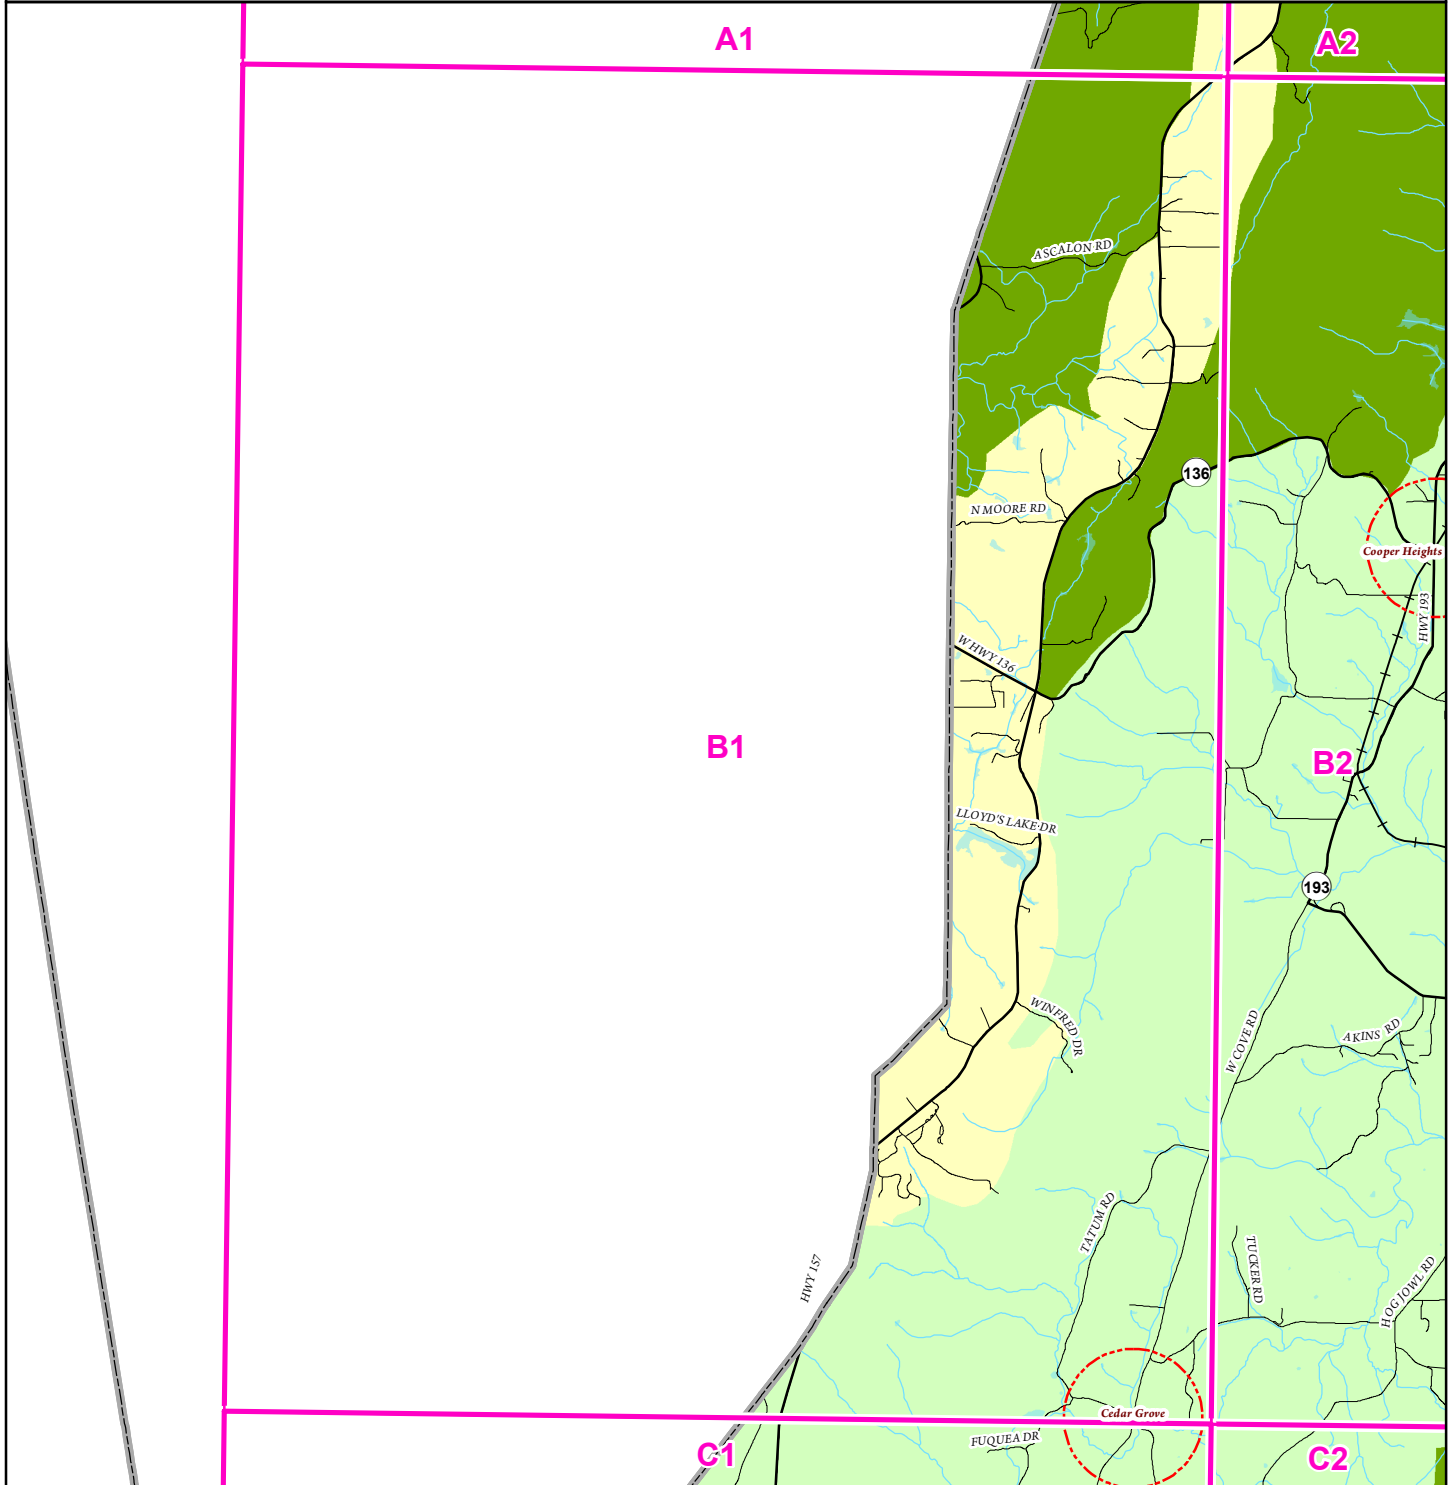 A1
A2
ASCALON RD
136
N MOORE RD
Cooper Heights
HWY 193
W HWY 136
B1
B2
LLOYD'S LAKE DR
193
WINFRED DR
W COVE RD
AKINS RD
TATUM RD
TUCKER RD
HWY 157
HOG JOWL RD
Cedar Grove
FUQUEA DR
C1
C2